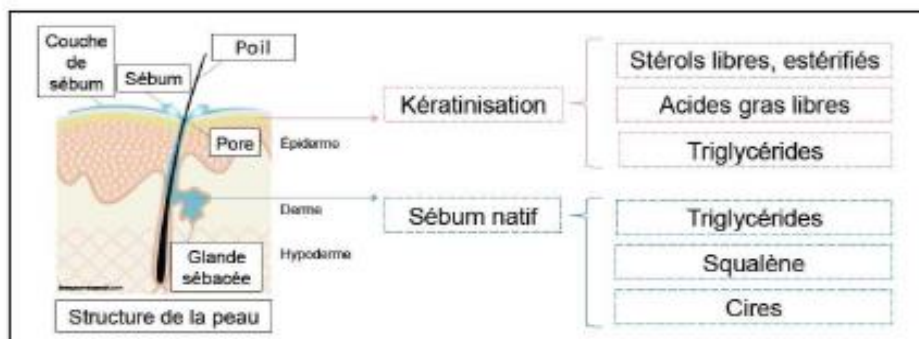 Couche
de
sébum
Sébum
Poil
Pore
Épiderme
Derme
Hypoderme
Glande
sébacée
Structure de la peau
Kératinisation
Stérols libres, estérifiés
Acides gras libres
Triglycérides
Sébum natif
Triglycérides
Squalène
Cires